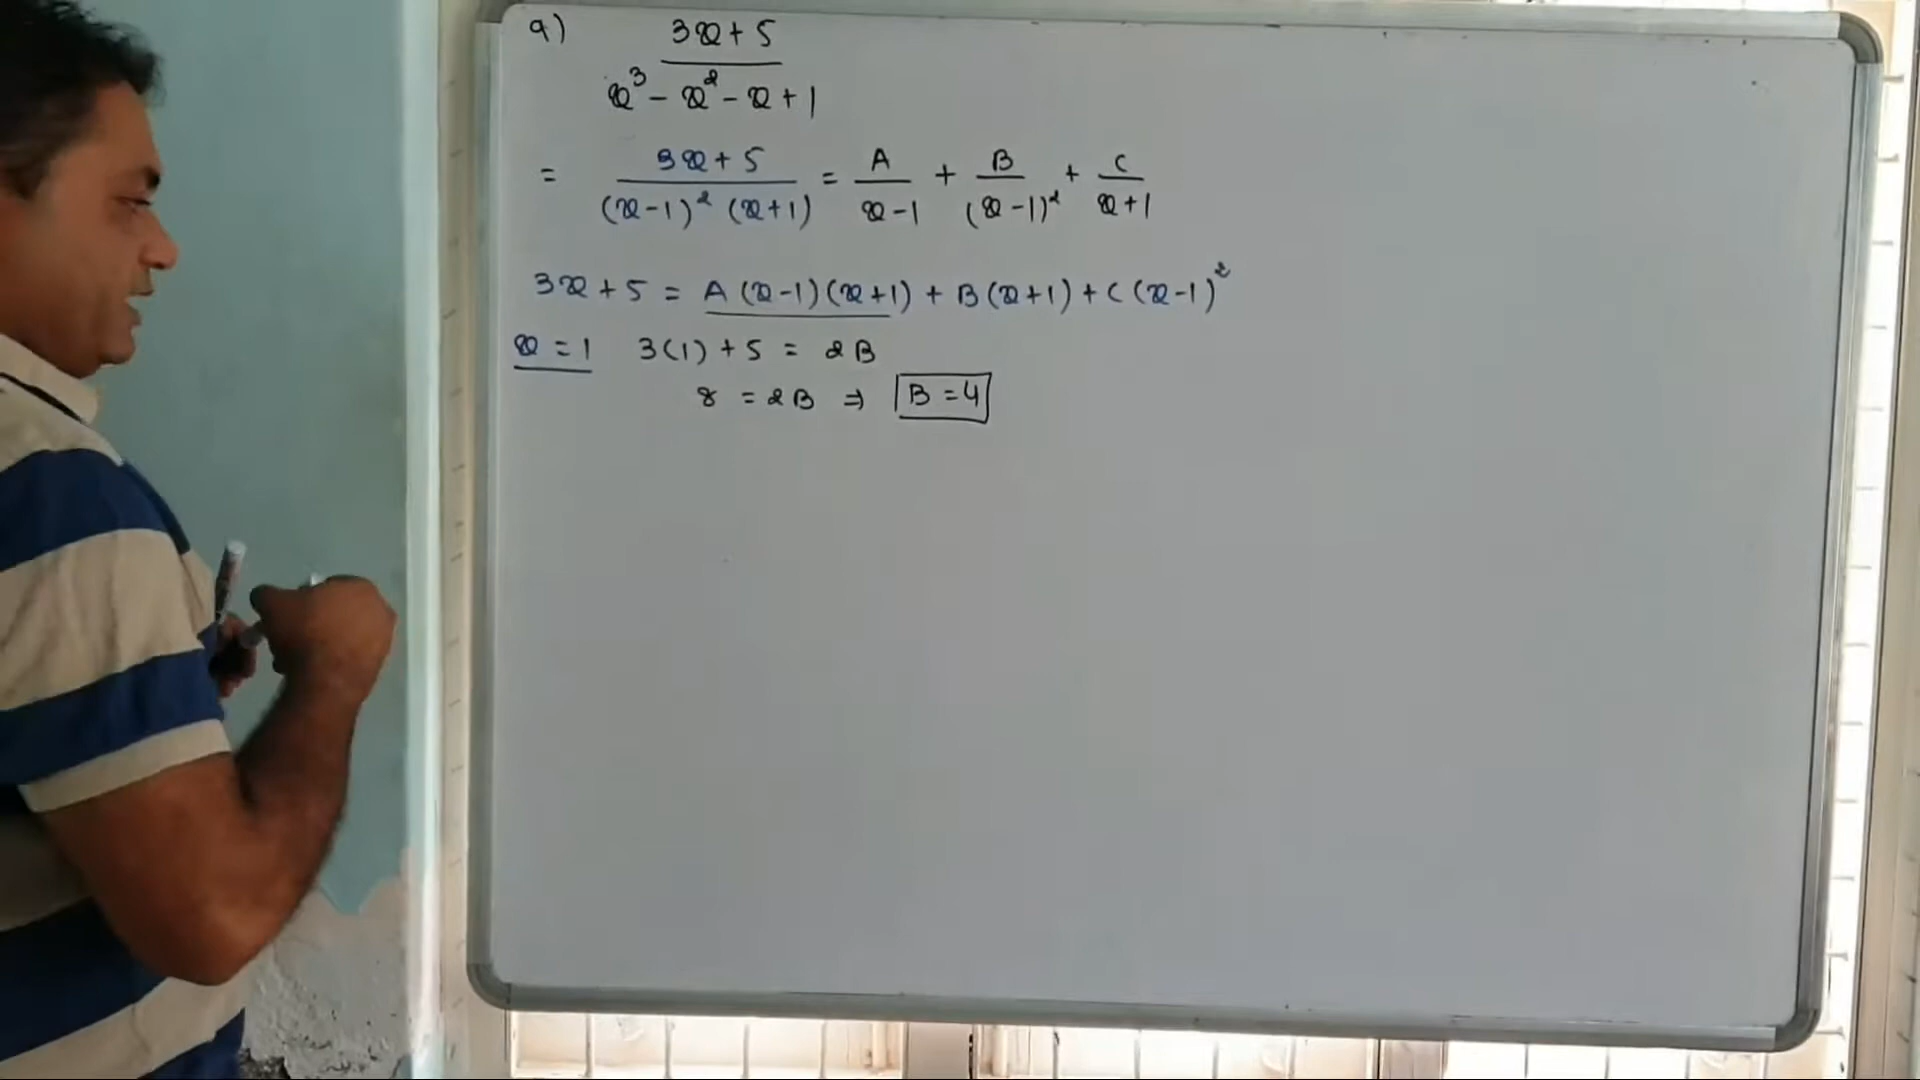 9) (3x + 5)/(x³ - x² - x + 1)
= (3x + 5)/((x-1)² (x+1)) = A/(x-1) + B/(x-1)² + C/(x+1)
3x + 5 = A(x-1)(x+1) + B(x+1) + C(x-1)²
x = 1 3(1) + 5 = 2B
8 = 2B ⇒ B = 4